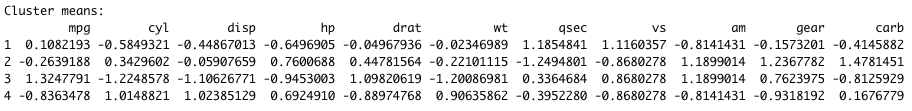 Cluster means:
mpg cyl disp hp drat wt qsec vs am gear carb
1 0.1082193 -0.5849321 -0.44867013 -0.6496905 -0.04967936 -0.02346989 1.1854841 1.1160357 -0.8141431 -0.1573201 -0.4145882
2 -0.2639188 0.3429602 -0.05907659 0.7600688 0.44781564 -0.22101115 -1.2494801 -0.8680278 1.1899014 1.2367782 1.4781451
3 1.3247791 -1.2248578 -1.10626771 -0.9453003 1.09820619 -1.20086981 0.3364684 0.8680278 1.1899014 0.7623975 -0.8125929
4 -0.8363478 1.0148821 1.02385129 0.6924910 -0.88974768 0.90635862 -0.3952280 -0.8680278 -0.8141431 -0.9318192 0.1676779